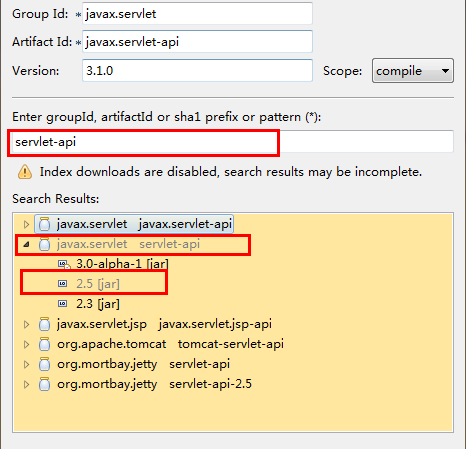 Group Id: * javax.servlet
Artifact Id: * javax.servlet-api
Version: 3.1.0 Scope: compile
Enter groupId, artifactId or sha1 prefix or pattern (*):
servlet-api
Index downloads are disabled, search results may be incomplete.
Search Results:
javax.servlet javax.servlet-api
javax.servlet servlet-api
3.0-alpha-1 [jar]
2.5 [jar]
2.3 [jar]
javax.servlet.jsp javax.servlet.jsp-api
org.apache.tomcat tomcat-servlet-api
org.mortbay.jetty servlet-api
org.mortbay.jetty servlet-api-2.5